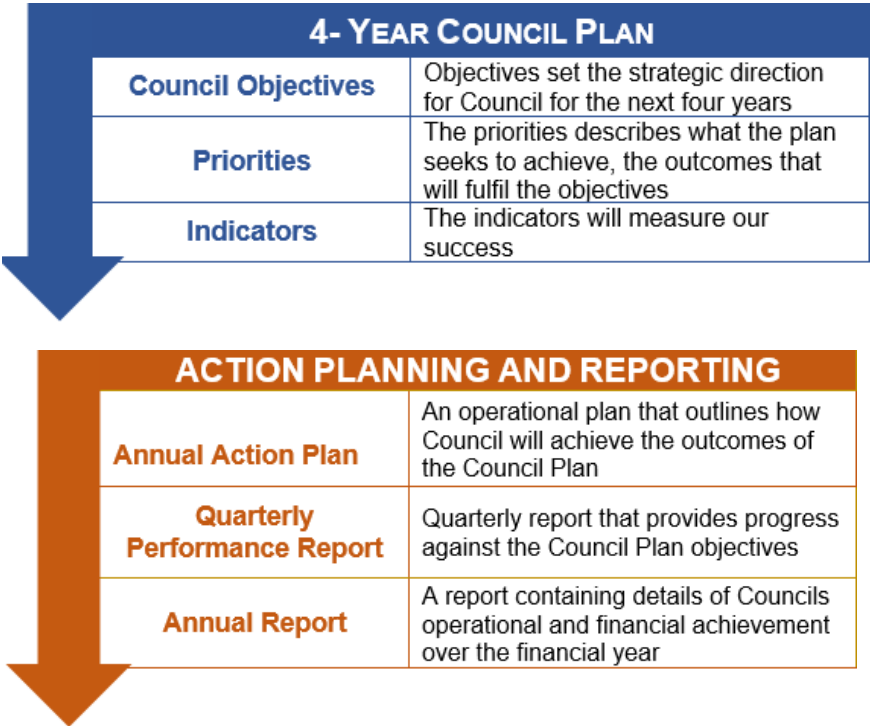 4- YEAR COUNCIL PLAN
Council Objectives
Objectives set the strategic direction
for Council for the next four years
Priorities
The priorities describes what the plan
seeks to achieve, the outcomes that
will fulfil the objectives
Indicators
The indicators will measure our
success
ACTION PLANNING AND REPORTING
Annual Action Plan
An operational plan that outlines how
Council will achieve the outcomes of
the Council Plan
Quarterly
Performance Report
Quarterly report that provides progress
against the Council Plan objectives
Annual Report
A report containing details of Councils
operational and financial achievement
over the financial year